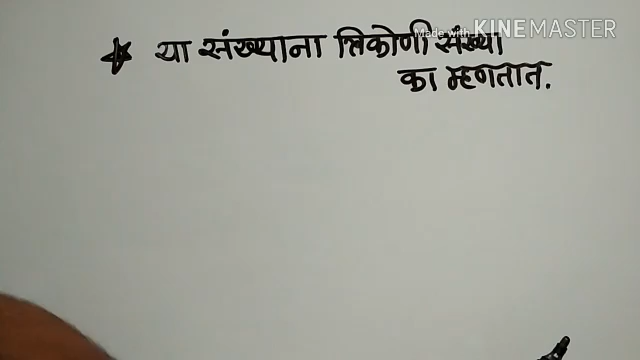 Made with KINEMASTER
★ या संख्याना त्रिकोणी संख्या
का म्हणतात.